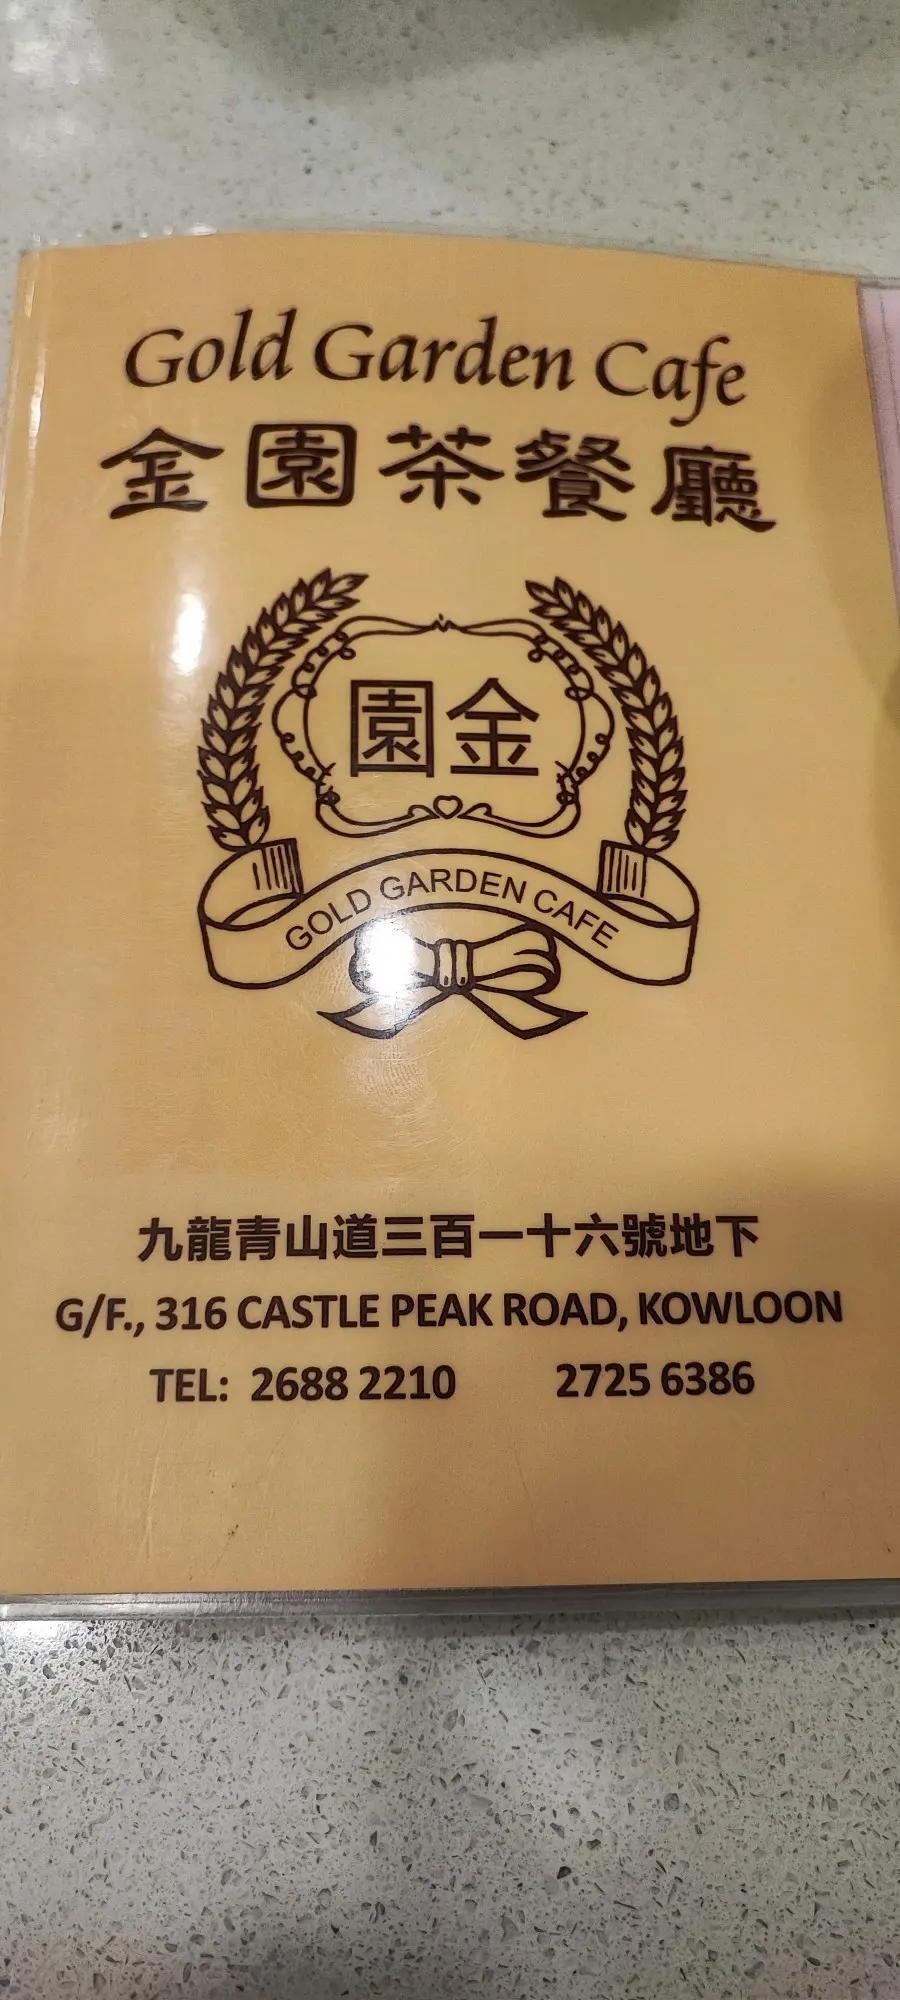 Gold Garden Cafe
金園茶餐廳
園金
GOLD GARDEN CAFE
九龍青山道三百一十六號地下
G/F., 316 CASTLE PEAK ROAD, KOWLOON
TEL: 2688 2210 2725 6386